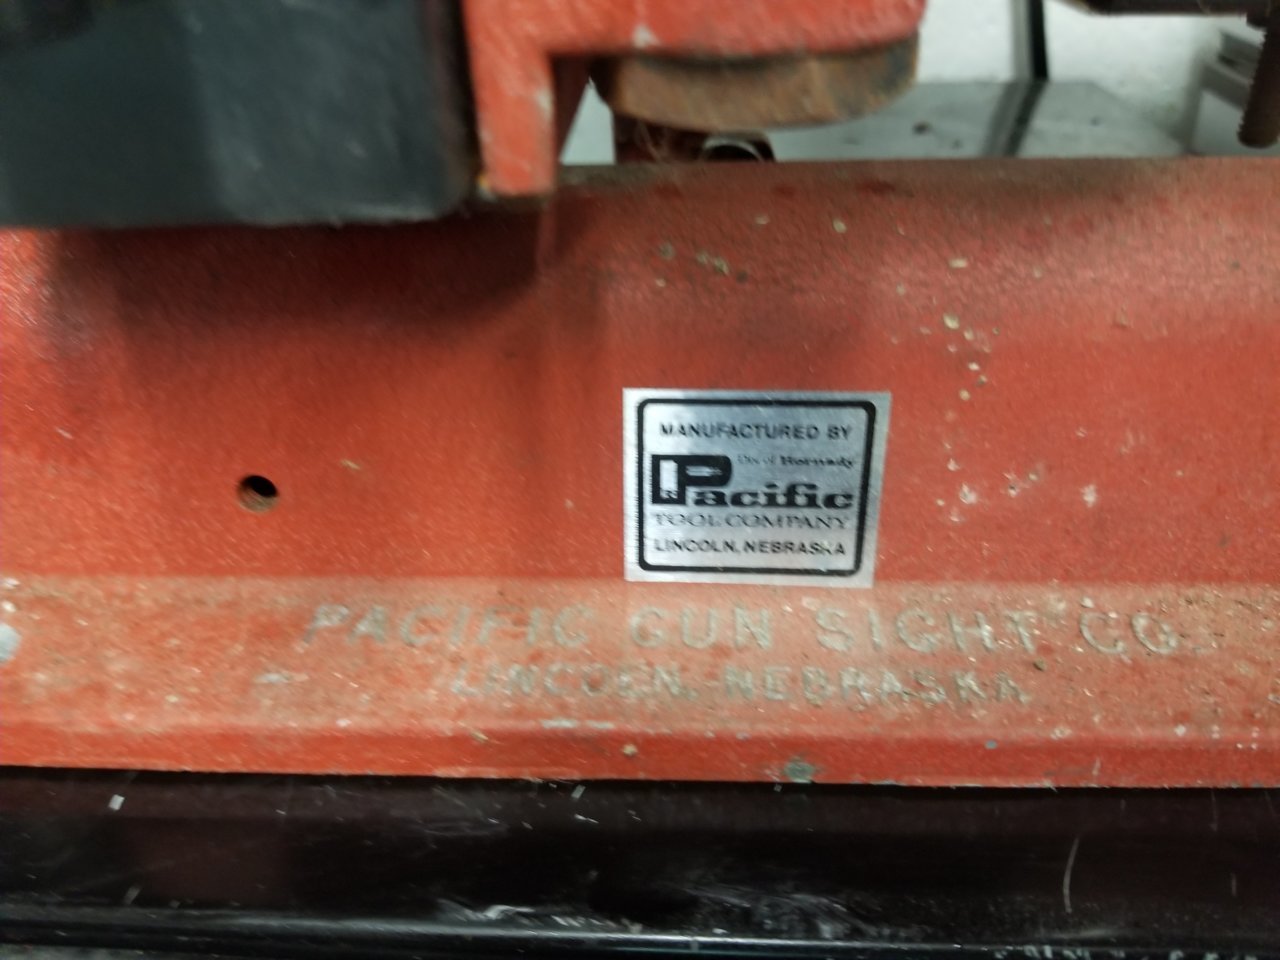 MANUFACTURED BY
Div. of Hornady
Pacific
TOOL COMPANY
LINCOLN, NEBRASKA
PACIFIC GUN SIGHT CO.
LINCOLN, NEBRASKA